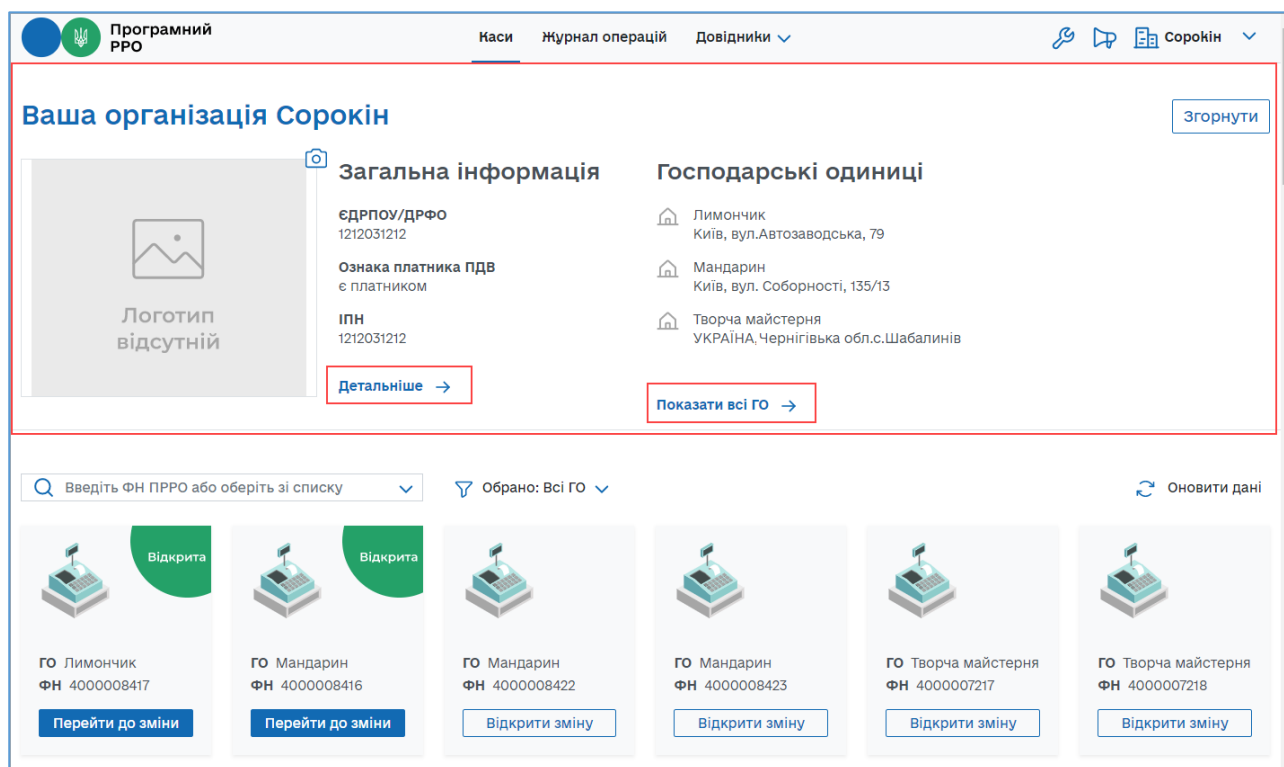 Програмний
РРО
Каси
Журнал операцій
Довідники
Сорокін
Ваша організація Сорокін
Згорнути
Логотип
відсутній
Загальна інформація
ЄДРПОУ/ДРФО
1212031212
Ознака платника ПДВ
є платником
ІПН
1212031212
Детальніше →
Господарські одиниці
Лимончик
Київ, вул.Автозаводська, 79
Мандарин
Київ, вул. Соборності, 135/13
Творча майстерня
УКРАЇНА,Чернігівька обл.с.Шабалинів
Показати всі ГО →
Введіть ФН ПРРО або оберіть зі списку
Обрано: Всі ГО
Оновити дані
Відкрита
ГО Лимончик
ФН 4000008417
Перейти до зміни
Відкрита
ГО Мандарин
ФН 4000008416
Перейти до зміни
ГО Мандарин
ФН 4000008422
Відкрити зміну
ГО Мандарин
ФН 4000008423
Відкрити зміну
ГО Творча майстерня
ФН 4000007217
Відкрити зміну
ГО Творча майстерня
ФН 4000007218
Відкрити зміну